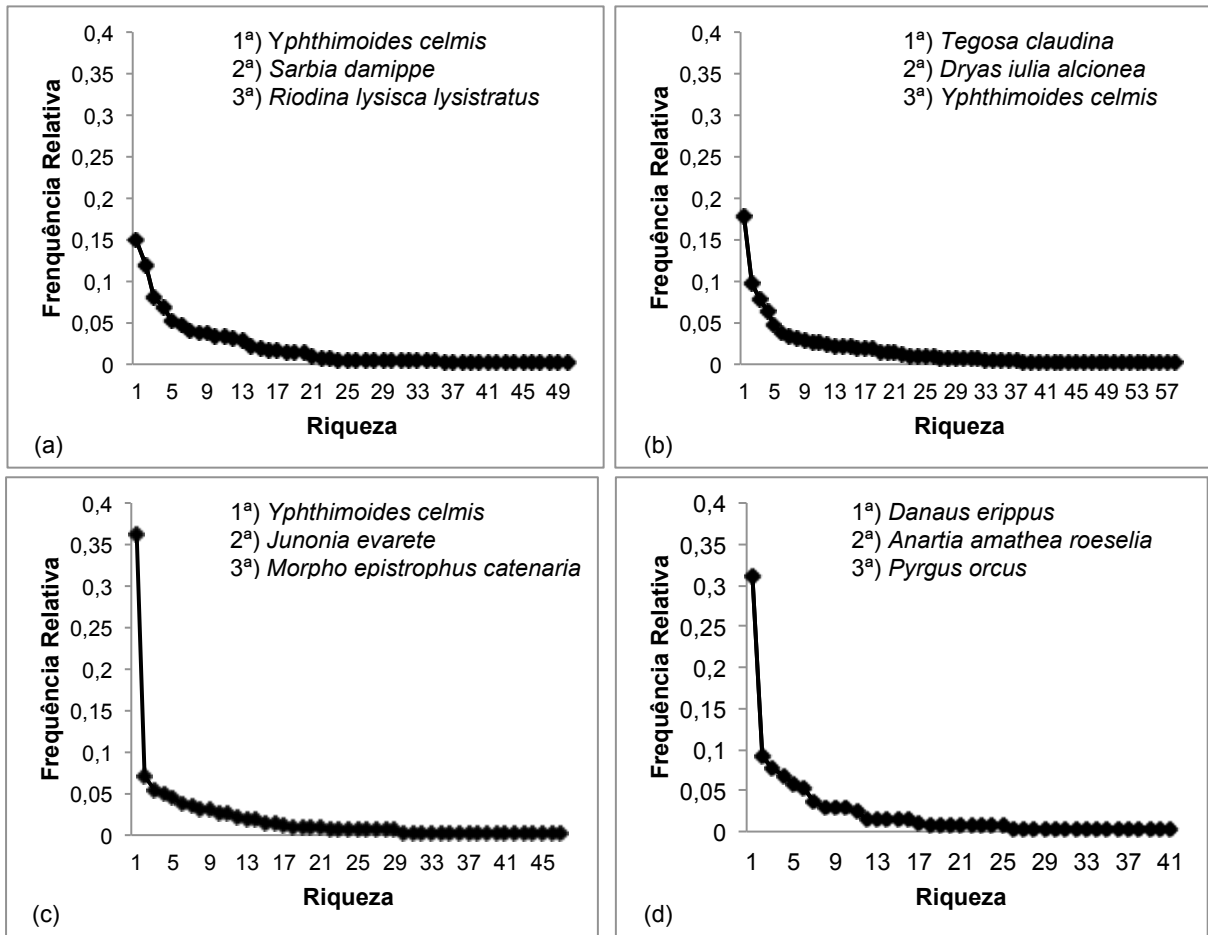 0,4
0,35
0,3
0,25
0,2
0,15
0,1
0,05
0
Frenquência Relativa
1ª) Yphthimoides celmis
2ª) Sarbia damippe
3ª) Riodina lysisca lysistratus
1 5 9 13 17 21 25 29 33 37 41 45 49
Riqueza
(a)
0,4
0,35
0,3
0,25
0,2
0,15
0,1
0,05
0
Frequência Relativa
1ª) Tegosa claudina
2ª) Dryas iulia alcionea
3ª) Yphthimoides celmis
1 5 9 13 17 21 25 29 33 37 41 45 49 53 57
Riqueza
(b)
0,4
0,35
0,3
0,25
0,2
0,15
0,1
0,05
0
Frequência Relativa
1ª) Yphthimoides celmis
2ª) Junonia evarete
3ª) Morpho epistrophus catenaria
1 5 9 13 17 21 25 29 33 37 41 45
Riqueza
(c)
0,4
0,35
0,3
0,25
0,2
0,15
0,1
0,05
0
Frequência Relativa
1ª) Danaus erippus
2ª) Anartia amathea roeselia
3ª) Pyrgus orcus
1 5 9 13 17 21 25 29 33 37 41
Riqueza
(d)